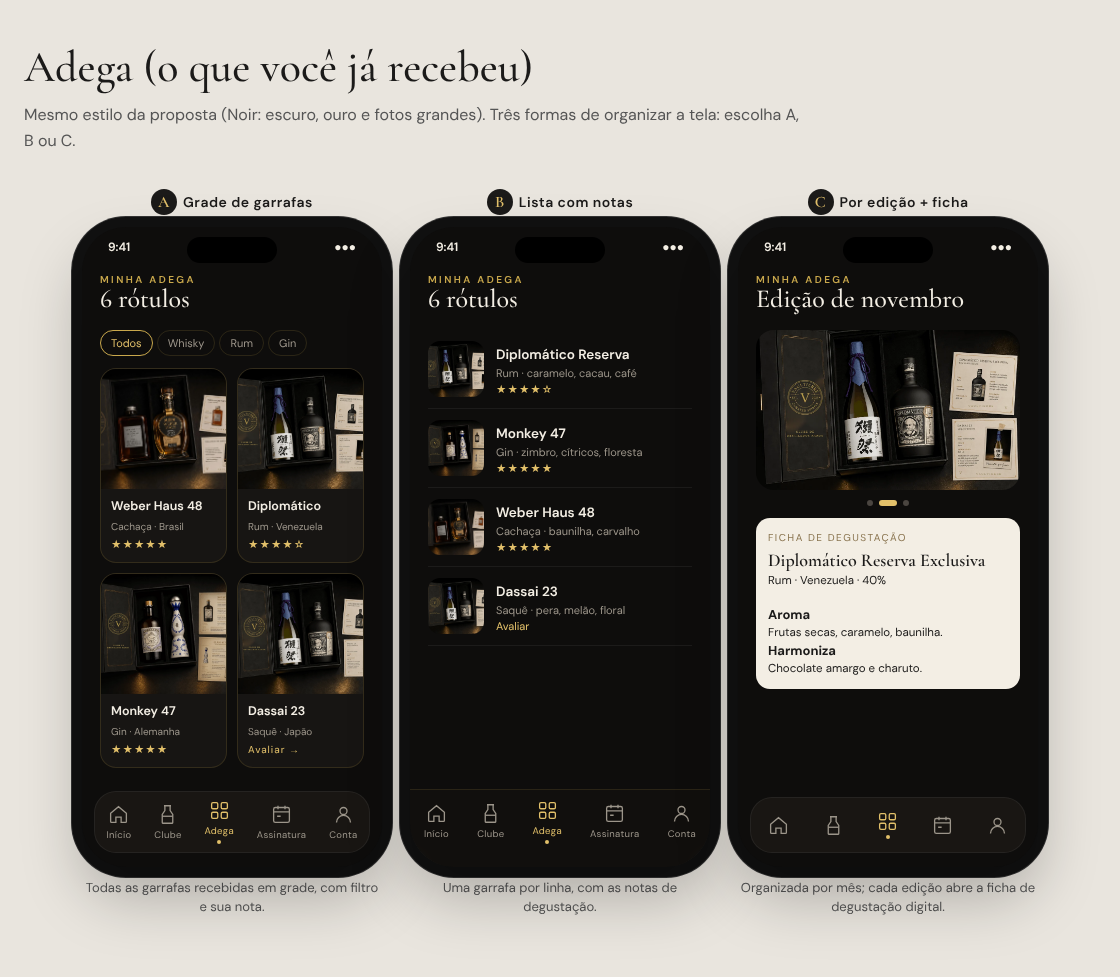 Adega (o que você já recebeu)
Mesmo estilo da proposta (Noir: escuro, ouro e fotos grandes). Três formas de organizar a tela: escolha A,
B ou C.
A Grade de garrafas
9:41
MINHA ADEGA
6 rótulos
Todos Whisky Rum Gin
Weber Haus 48
Cachaça · Brasil
★★★★★
Diplomático
Rum · Venezuela
★★★★☆
Monkey 47
Gin · Alemanha
★★★★★
Dassai 23
Saquê · Japão
Avaliar →
Início Clube Adega Assinatura Conta
Todas as garrafas recebidas em grade, com filtro
e sua nota.
B Lista com notas
9:41
MINHA ADEGA
6 rótulos
Diplomático Reserva
Rum · caramelo, cacau, café
★★★★☆
Monkey 47
Gin · zimbro, cítricos, floresta
★★★★★
Weber Haus 48
Cachaça · baunilha, carvalho
★★★★★
Dassai 23
Saquê · pera, melão, floral
Avaliar
Início Clube Adega Assinatura Conta
Uma garrafa por linha, com as notas de
degustação.
C Por edição + ficha
9:41
MINHA ADEGA
Edição de novembro
V
獺祭
DIPLOMÁTICO
FICHA DE DEGUSTAÇÃO
Diplomático Reserva Exclusiva
Rum · Venezuela · 40%
Aroma
Frutas secas, caramelo, baunilha.
Harmoniza
Chocolate amargo e charuto.
Organizada por mês; cada edição abre a ficha de
degustação digital.